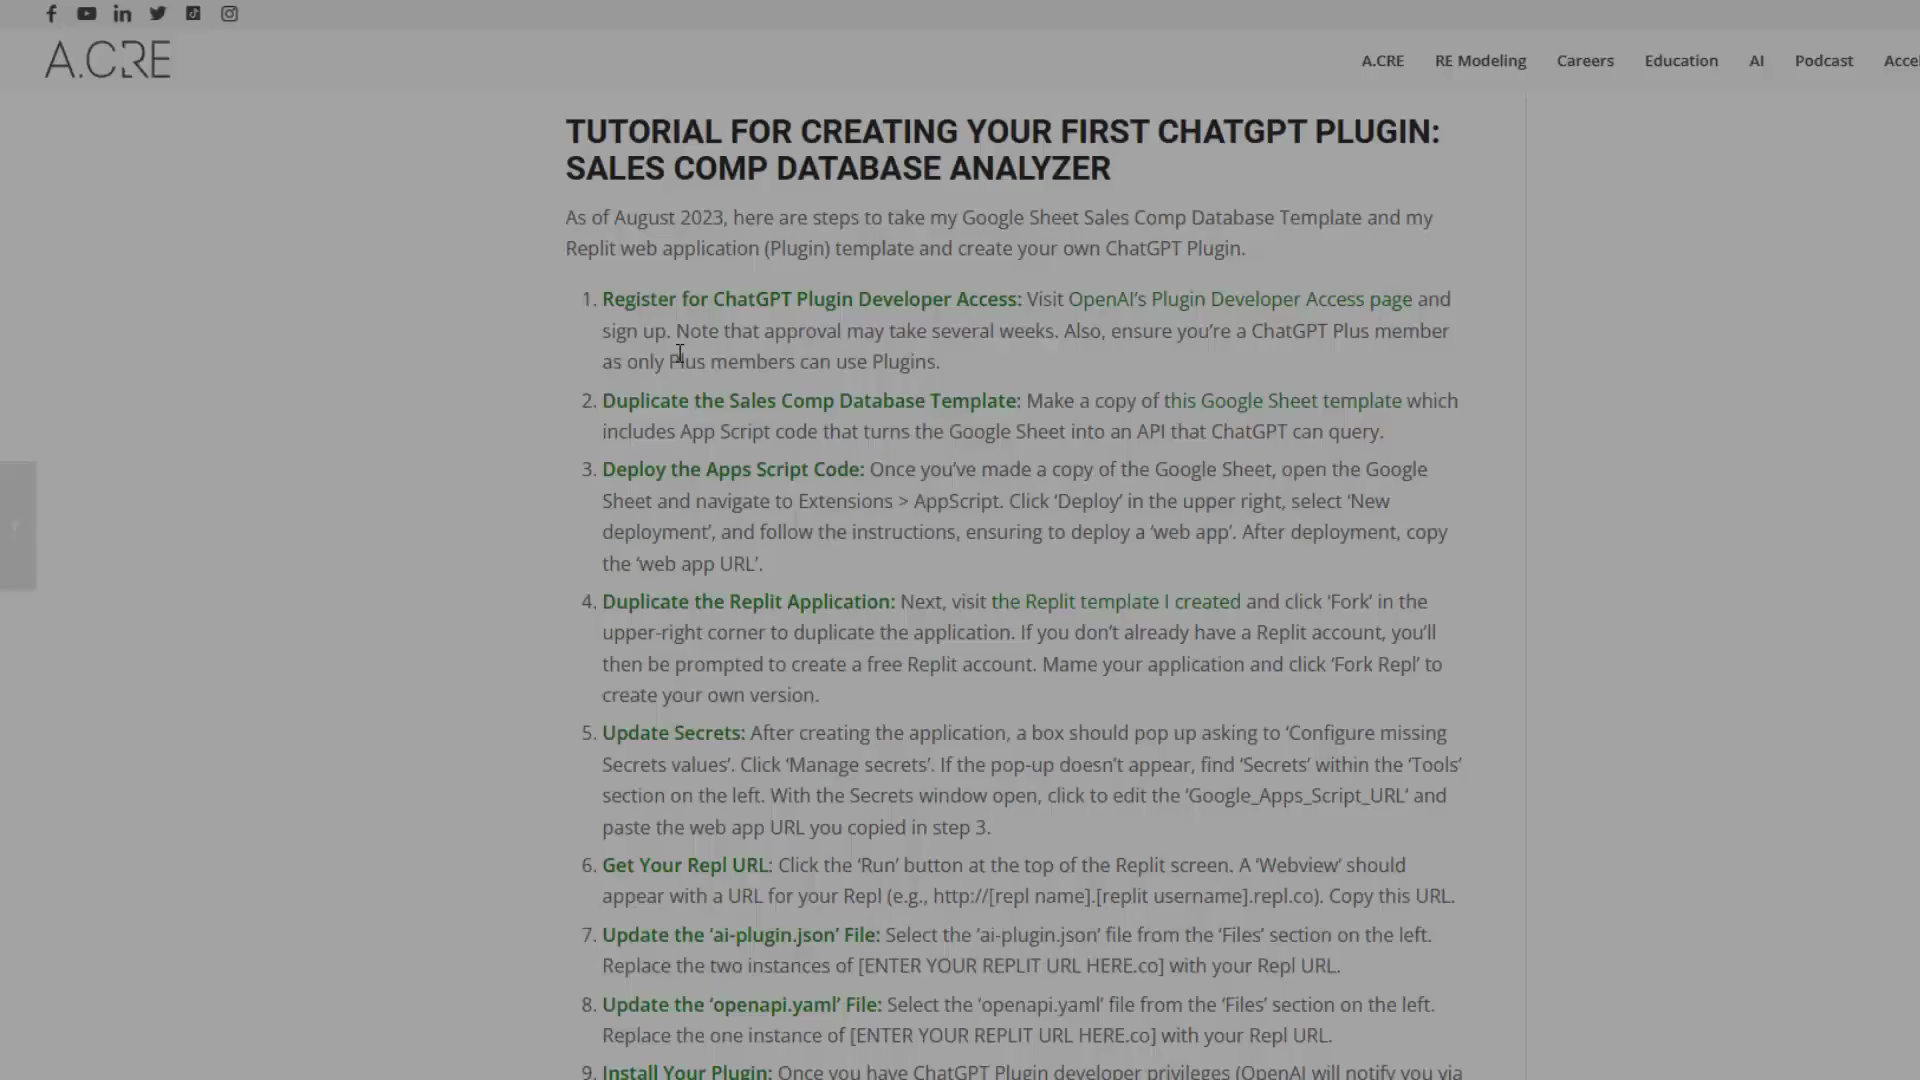 A.CRE
A.CRE RE Modeling Careers Education AI Podcast Accel
TUTORIAL FOR CREATING YOUR FIRST CHATGPT PLUGIN:
SALES COMP DATABASE ANALYZER
As of August 2023, here are steps to take my Google Sheet Sales Comp Database Template and my
Replit web application (Plugin) template and create your own ChatGPT Plugin.
1. Register for ChatGPT Plugin Developer Access: Visit OpenAI’s Plugin Developer Access page and
sign up. Note that approval may take several weeks. Also, ensure you’re a ChatGPT Plus member
as only Plus members can use Plugins.
2. Duplicate the Sales Comp Database Template: Make a copy of this Google Sheet template which
includes App Script code that turns the Google Sheet into an API that ChatGPT can query.
3. Deploy the Apps Script Code: Once you’ve made a copy of the Google Sheet, open the Google
Sheet and navigate to Extensions > AppScript. Click ‘Deploy’ in the upper right, select ‘New
deployment’, and follow the instructions, ensuring to deploy a ‘web app’. After deployment, copy
the ‘web app URL’.
4. Duplicate the Replit Application: Next, visit the Replit template I created and click ‘Fork’ in the
upper-right corner to duplicate the application. If you don’t already have a Replit account, you’ll
then be prompted to create a free Replit account. Mame your application and click ‘Fork Repl’ to
create your own version.
5. Update Secrets: After creating the application, a box should pop up asking to ‘Configure missing
Secrets values’. Click ‘Manage secrets’. If the pop-up doesn’t appear, find ‘Secrets’ within the ‘Tools’
section on the left. With the Secrets window open, click to edit the ‘Google_Apps_Script_URL’ and
paste the web app URL you copied in step 3.
6. Get Your Repl URL: Click the ‘Run’ button at the top of the Replit screen. A ‘Webview’ should
appear with a URL for your Repl (e.g., http://[repl name].[replit username].repl.co). Copy this URL.
7. Update the ‘ai-plugin.json’ File: Select the ‘ai-plugin.json’ file from the ‘Files’ section on the left.
Replace the two instances of [ENTER YOUR REPLIT URL HERE.co] with your Repl URL.
8. Update the ‘openapi.yaml’ File: Select the ‘openapi.yaml’ file from the ‘Files’ section on the left.
Replace the one instance of [ENTER YOUR REPLIT URL HERE.co] with your Repl URL.
9. Install Your Plugin: Once you have ChatGPT Plugin developer privileges (OpenAI will notify you via